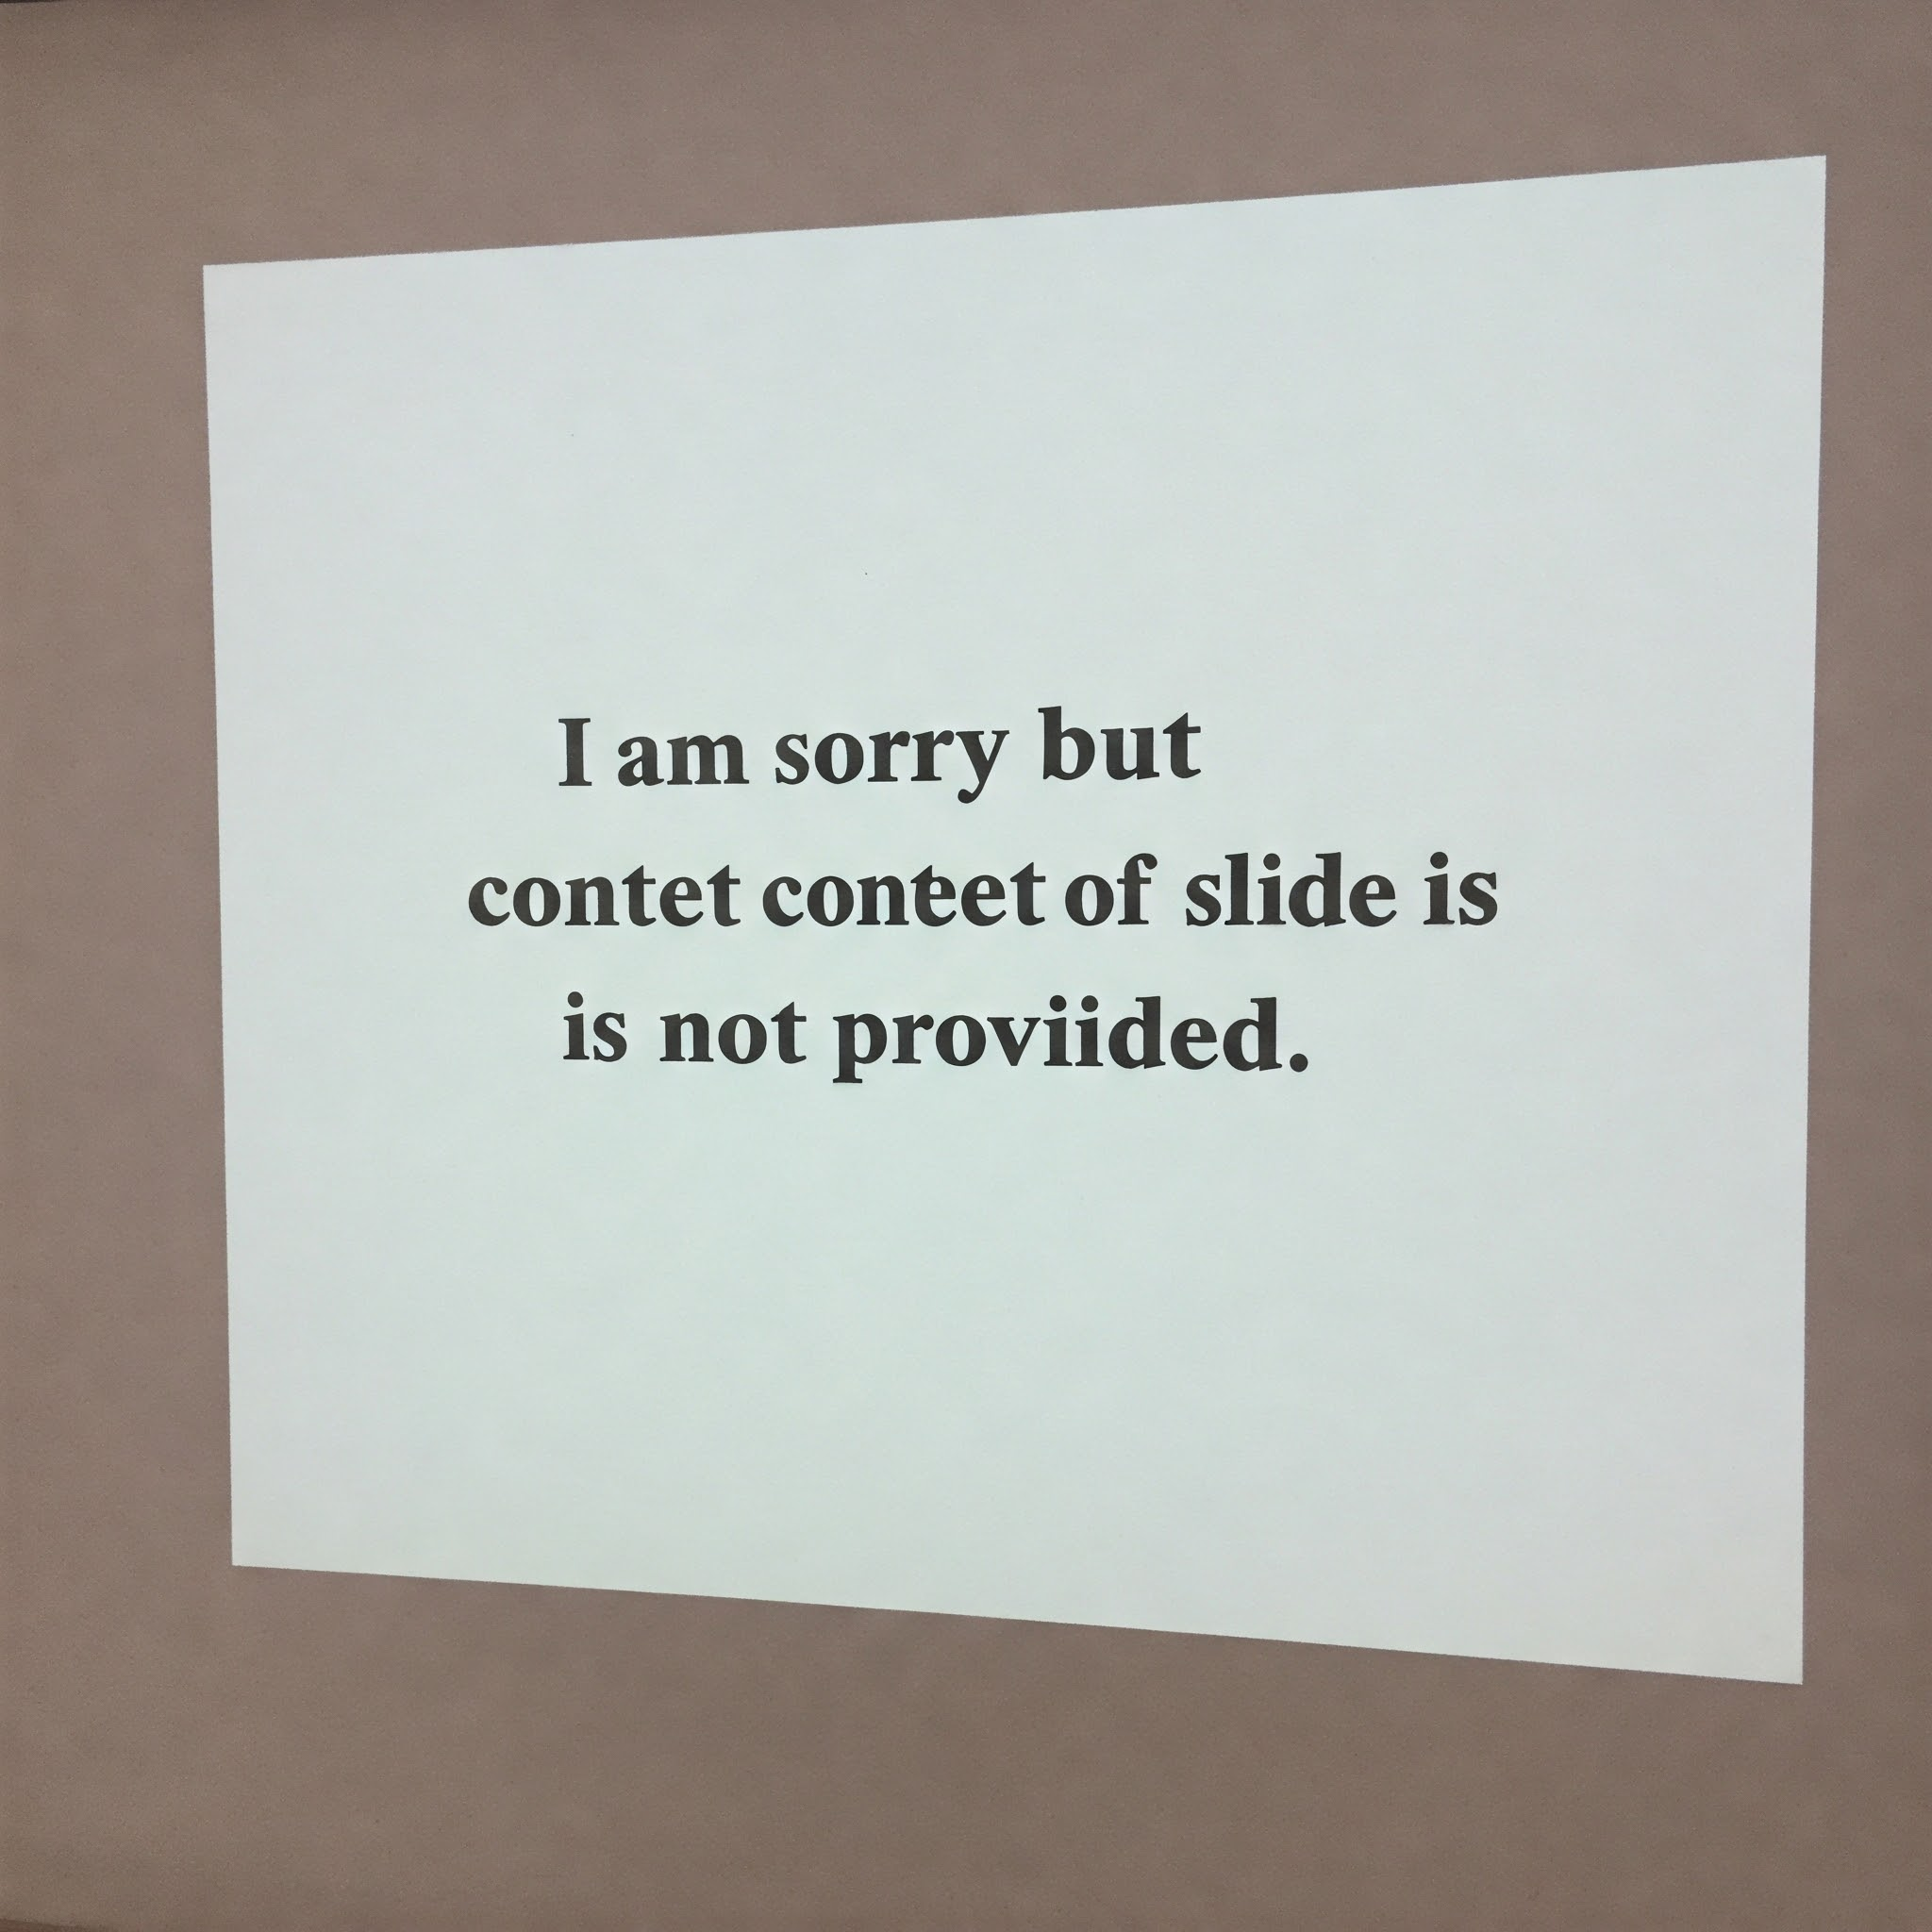 I am sorry but
contet conteet of slide is
is not proviided.